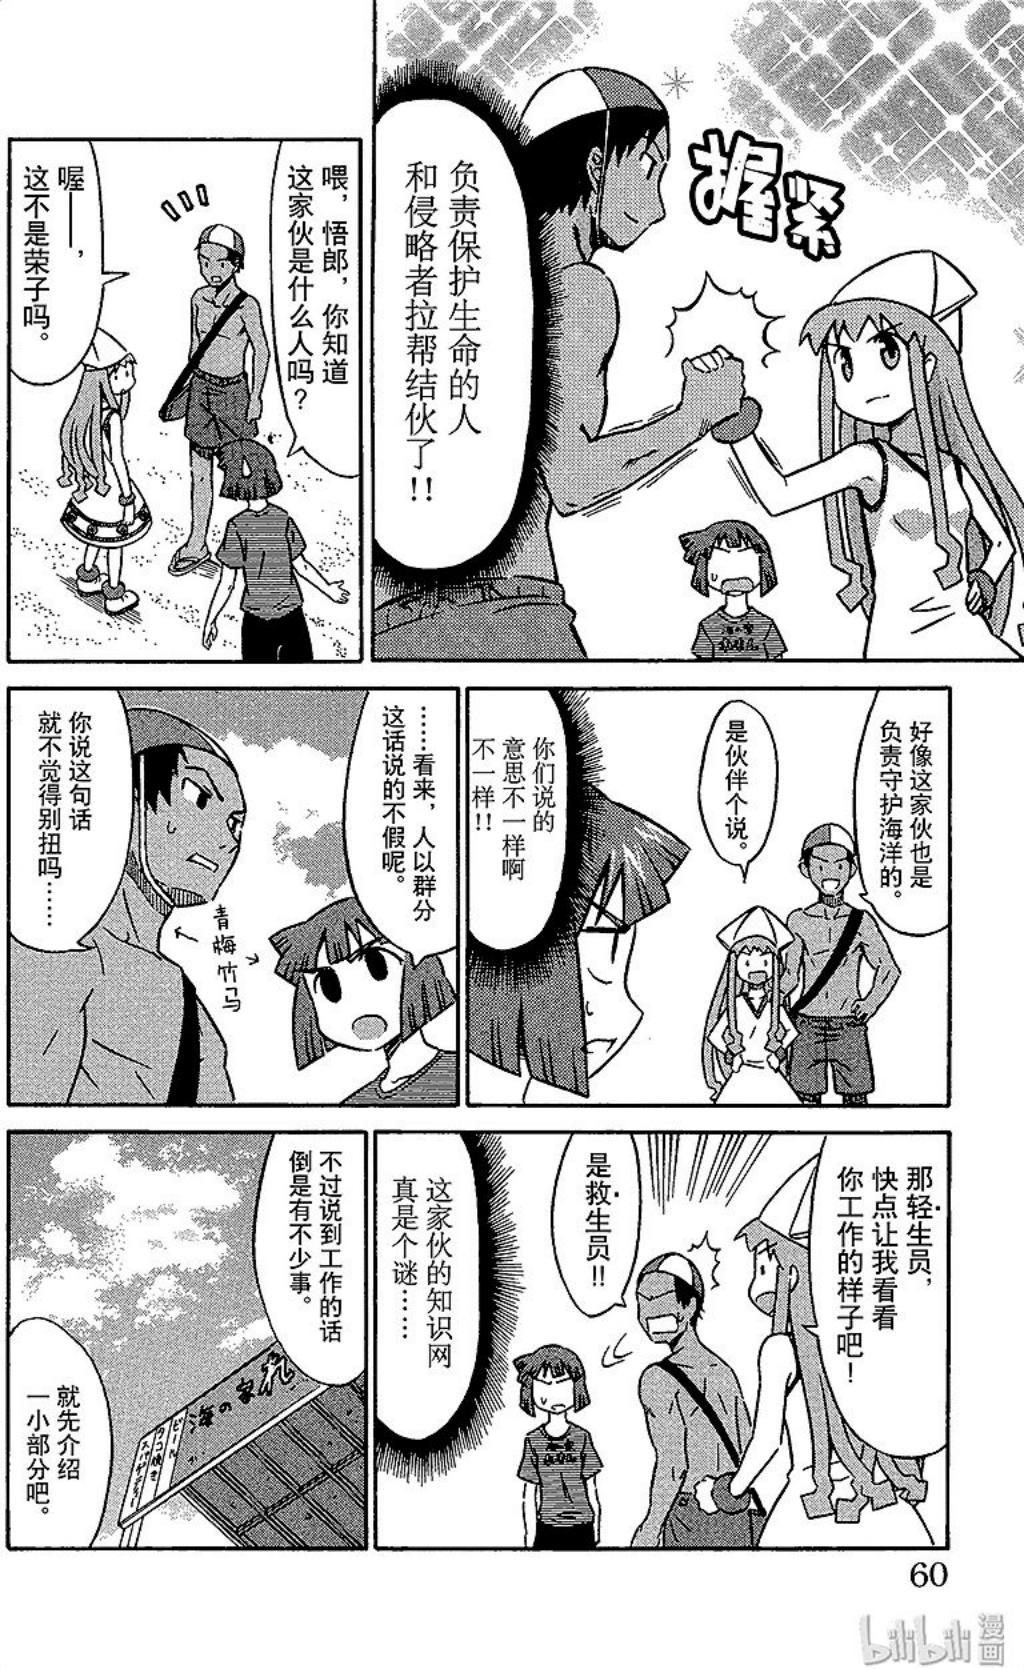 握紧
负责保护生命的人
和侵略者拉帮结伙了!!
喂，悟郎，你知道
这家伙是什么人吗？
喔——，
这不是荣子吗。
好像这家伙也是
负责守护海洋的。
是伙伴个说。
你们说的
意思不一样啊
不一样!!
……看来，人以群分
这话说的不假呢。
青梅竹马
你说这句话
就不觉得别扭吗……
那轻生员，
快点让我看看
你工作的样子吧！
是救生员!!
这家伙的知识网
真是个谜……
不过说到工作的话
倒是有不少事。
海の家
ビール
就先介绍
一小部分吧。
60
bilibili
漫画